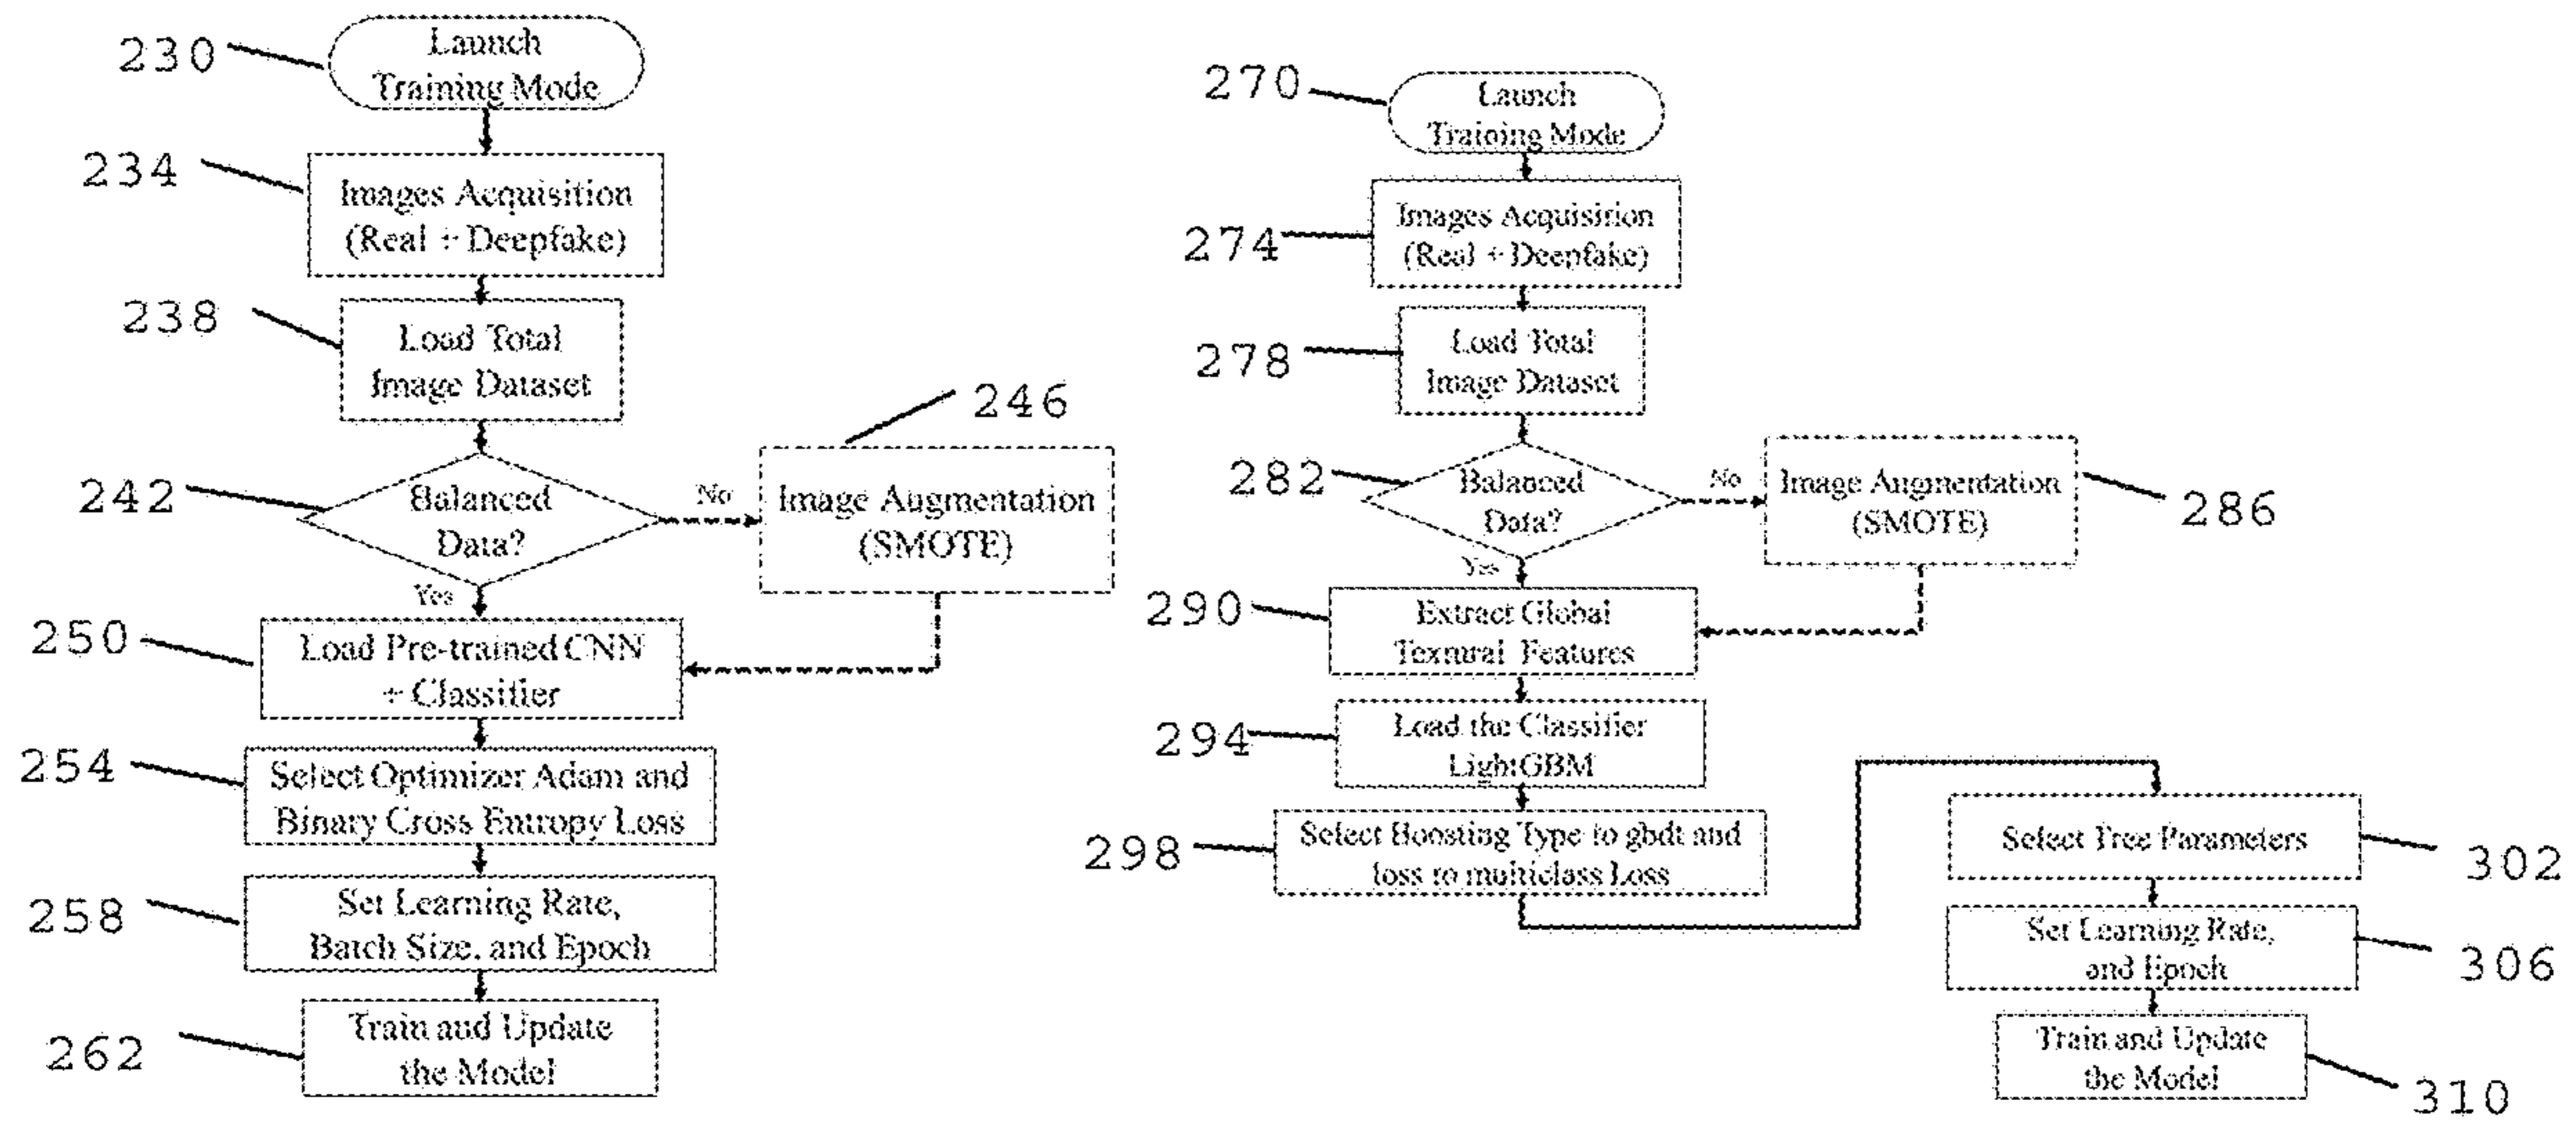 230
Launch
Training Mode
234
Images Acquisition
(Real + Deepfake)
238
Load Total
Image Dataset
242
Balanced
Data?
No
246
Image Augmentation
(SMOTE)
Yes
250
Load Pre-trained CNN
+ Classifier
254
Select Optimizer Adam and
Binary Cross Entropy Loss
258
Set Learning Rate,
Batch Size, and Epoch
262
Train and Update
the Model
270
Launch
Training Mode
274
Images Acquisition
(Real + Deepfake)
278
Load Total
Image Dataset
282
Balanced
Data?
No
Image Augmentation
(SMOTE)
286
Yes
290
Extract Global
Textural Features
294
Load the Classifier
LightGBM
298
Select Boosting Type to gbdt and
loss to multiclass Loss
Select Tree Parameters
302
Set Learning Rate,
and Epoch
306
Train and Update
the Model
310